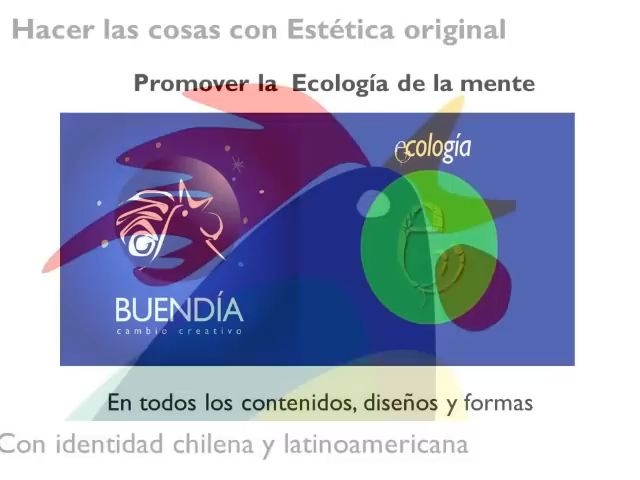 Hacer las cosas con Estética original
Promover la Ecología de la mente
ecología
e
BUENDÍA
cambio creativo
En todos los contenidos, diseños y formas
Con identidad chilena y latinoamericana